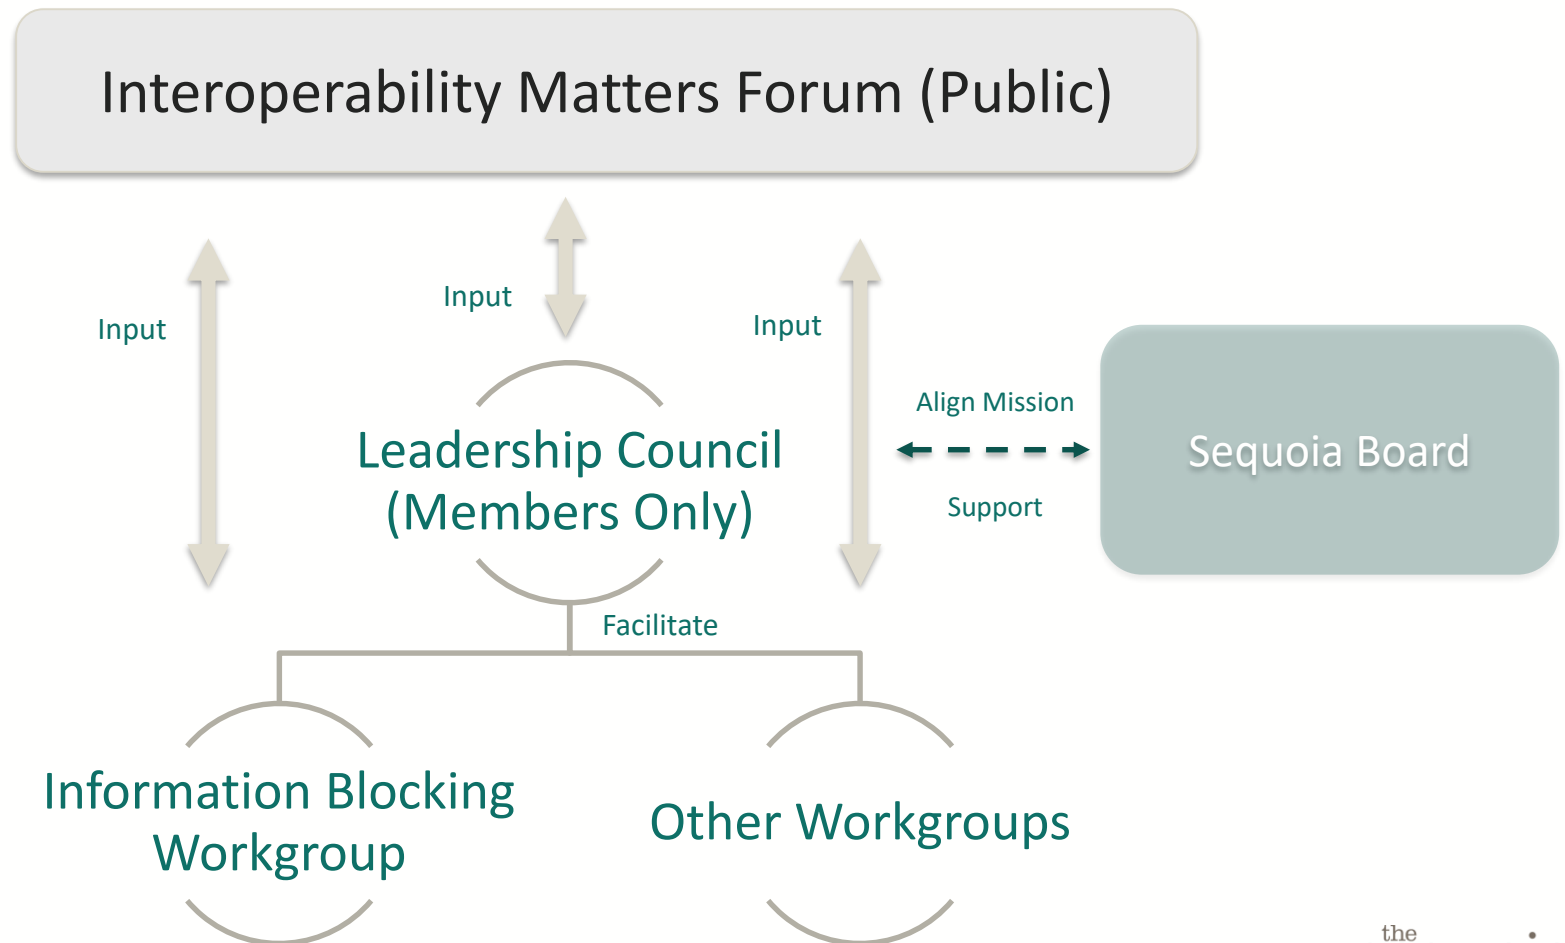 Interoperability Matters Forum (Public)
Input
Input
Input
Align Mission
Support
Sequoia Board
Leadership Council
(Members Only)
Facilitate
Information Blocking
Workgroup
Other Workgroups
the